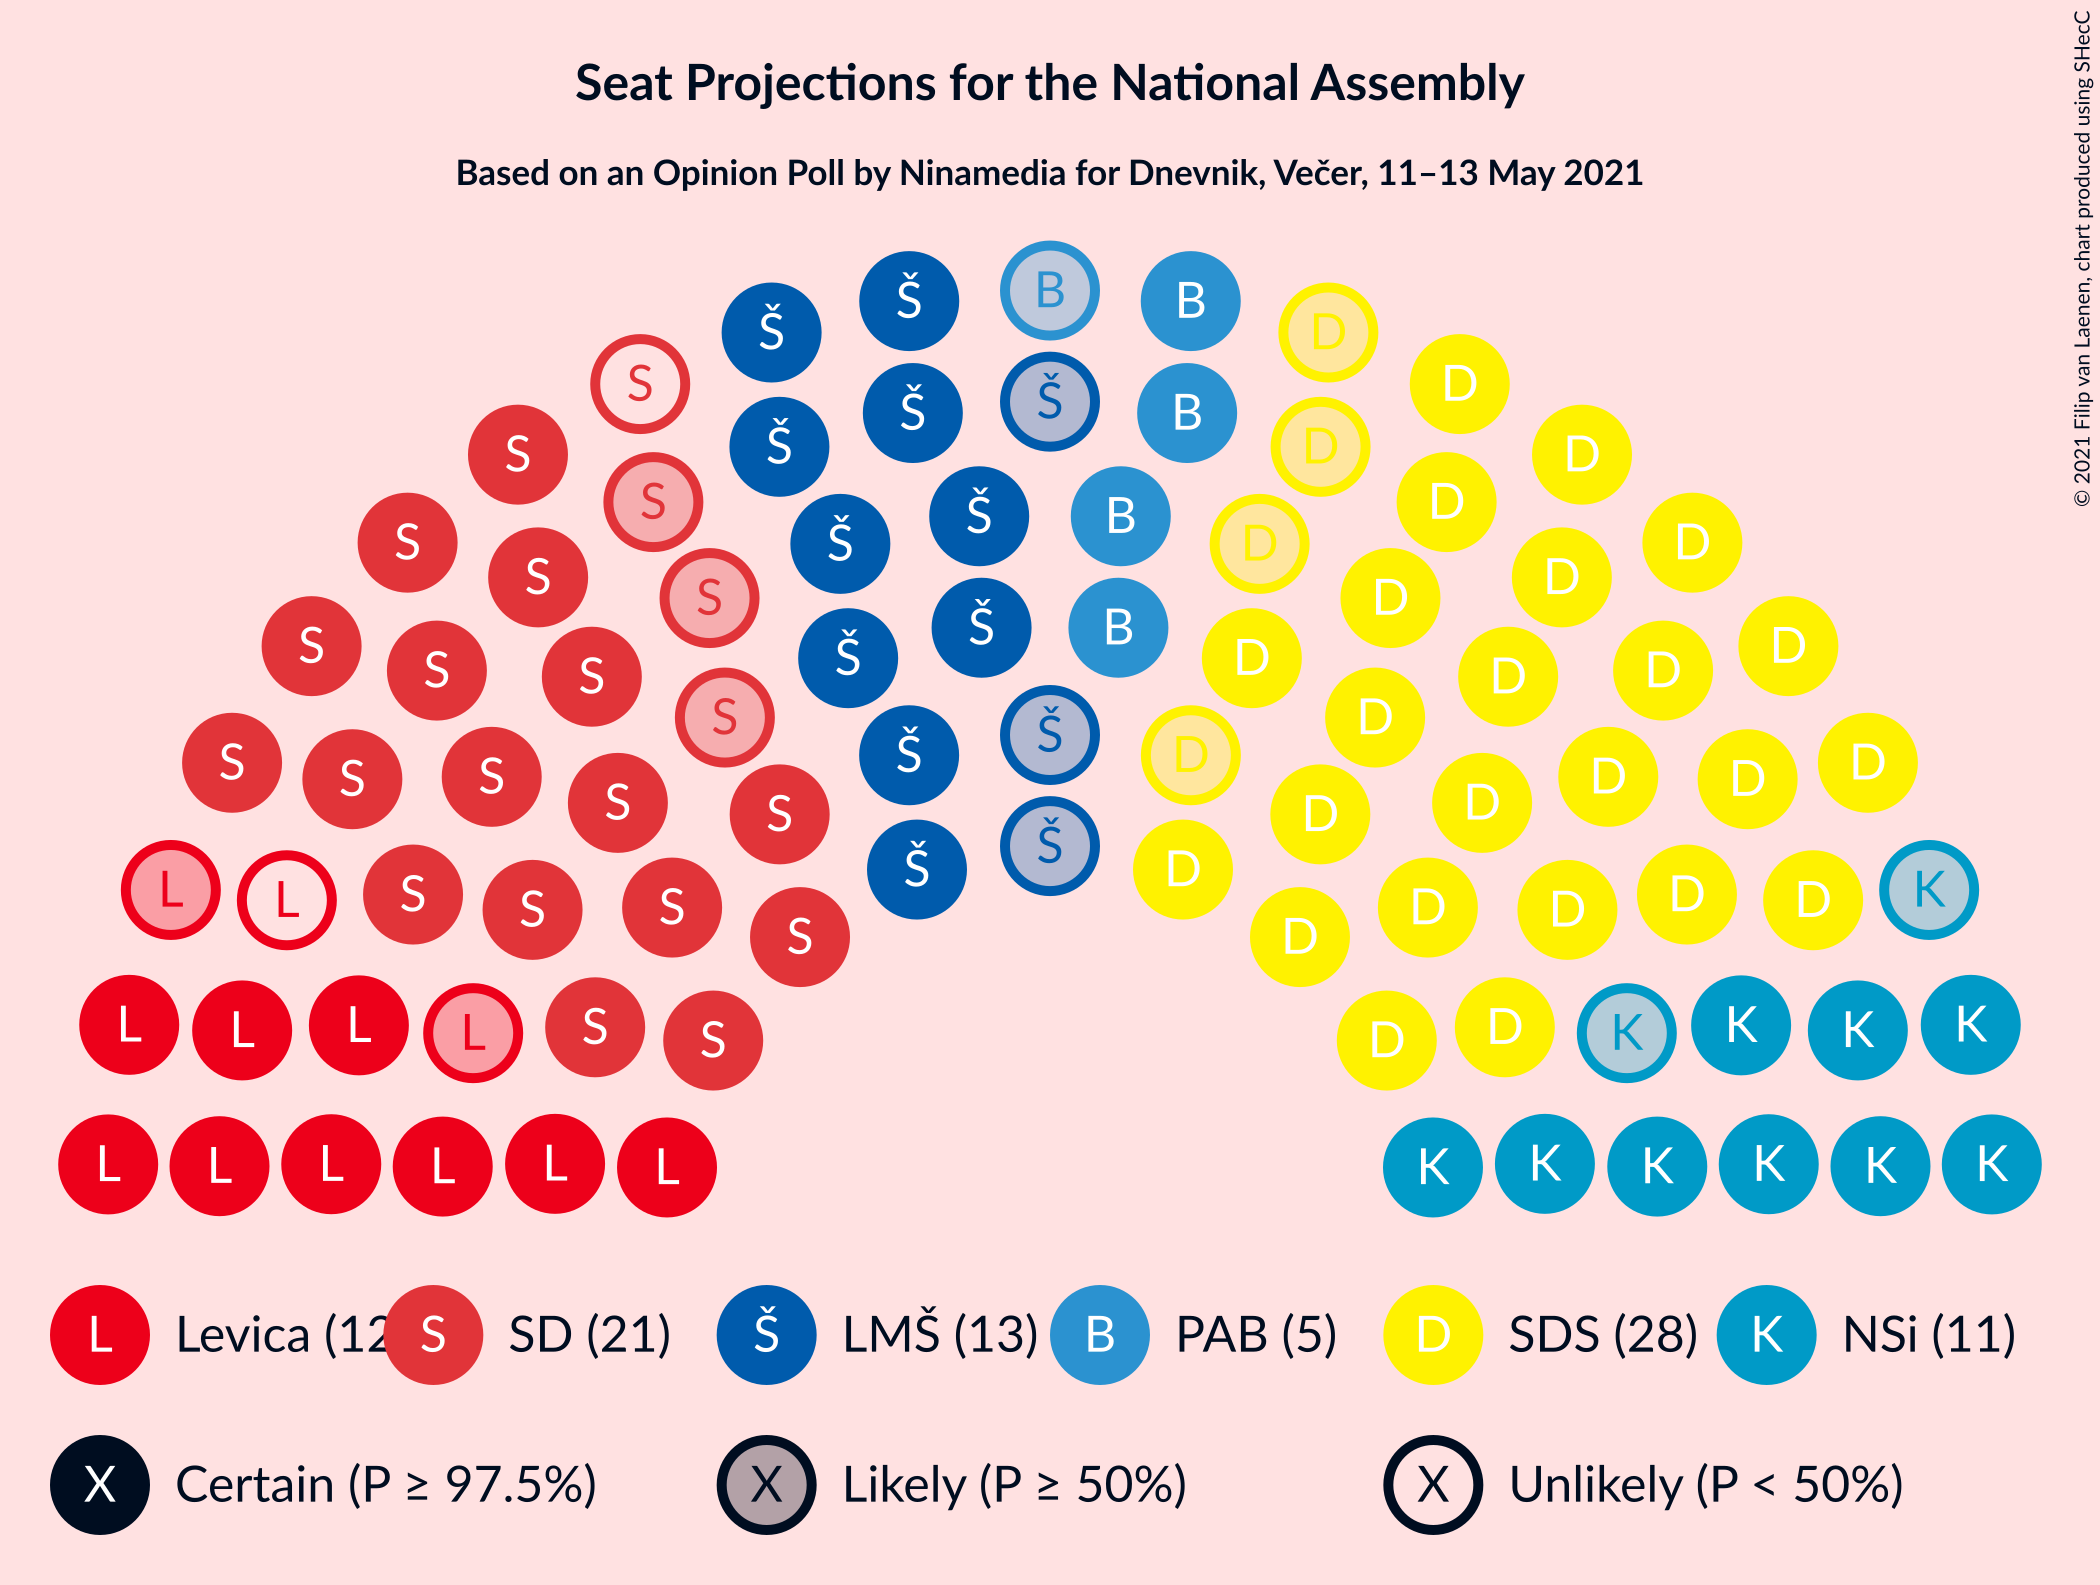 Seat Projections for the National Assembly
Based on an Opinion Poll by Ninamedia for Dnevnik, Večer, 11–13 May 2021
© 2021 Filip van Laenen, chart produced using SHecC
B
Š B
Š D
S D
Š Š B
Š D
S D
S D
S D
Š B
S D
Š D
S D
S D
Š B
S D
S D
Š D
S D
S D
Š
S D
Š D
S D
S D
S D
S D
S D
Š
Š D
L K
S D
L D
S D
S D
S D
L K
L K
S D
L K
L K
S D
L L L L L L K K K K K K
L Levica (12 S SD (21) Š LMŠ (13) B PAB (5) D SDS (28) K NSi (11)
X Certain (P ≥ 97.5%) X Likely (P ≥ 50%) X Unlikely (P < 50%)